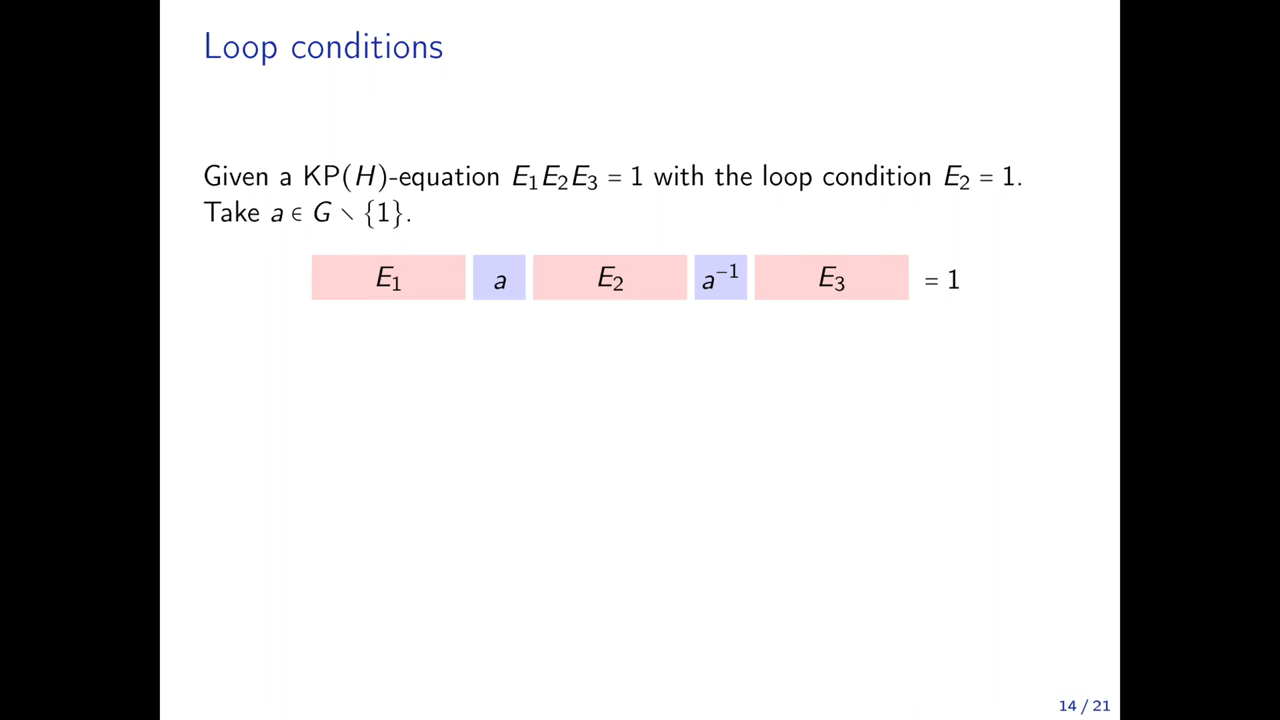 Loop conditions
Given a KP(H)-equation E₁E₂E₃ = 1 with the loop condition E₂ = 1.
Take a ∈ G ∖ {1}.
E₁ a E₂ a⁻¹ E₃ = 1
14 / 21